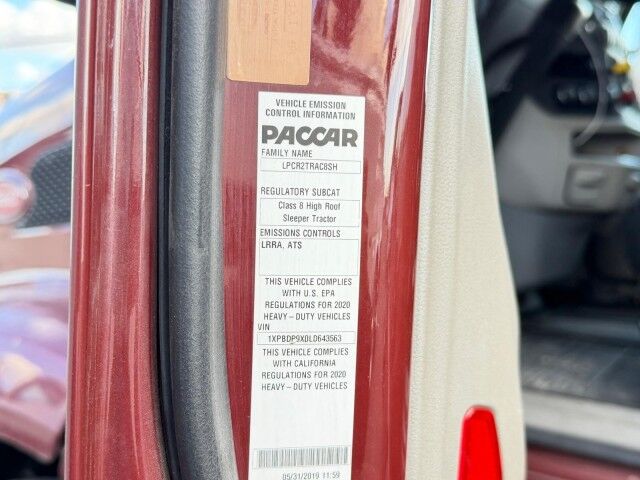 VEHICLE EMISSION
CONTROL INFORMATION
PACCAR
FAMILY NAME
LPCR2TRAC8SH
REGULATORY SUBCAT
Class 8 High Roof
Sleeper Tractor
EMISSIONS CONTROLS
LRRA, ATS
THIS VEHICLE COMPLIES
WITH U.S. EPA
REGULATIONS FOR 2020
HEAVY-DUTY VEHICLES
VIN
1XPBDP9X0LD643563
THIS VEHICLE COMPLIES
WITH CALIFORNIA
REGULATIONS FOR 2020
HEAVY-DUTY VEHICLES
05/31/2019 11:59